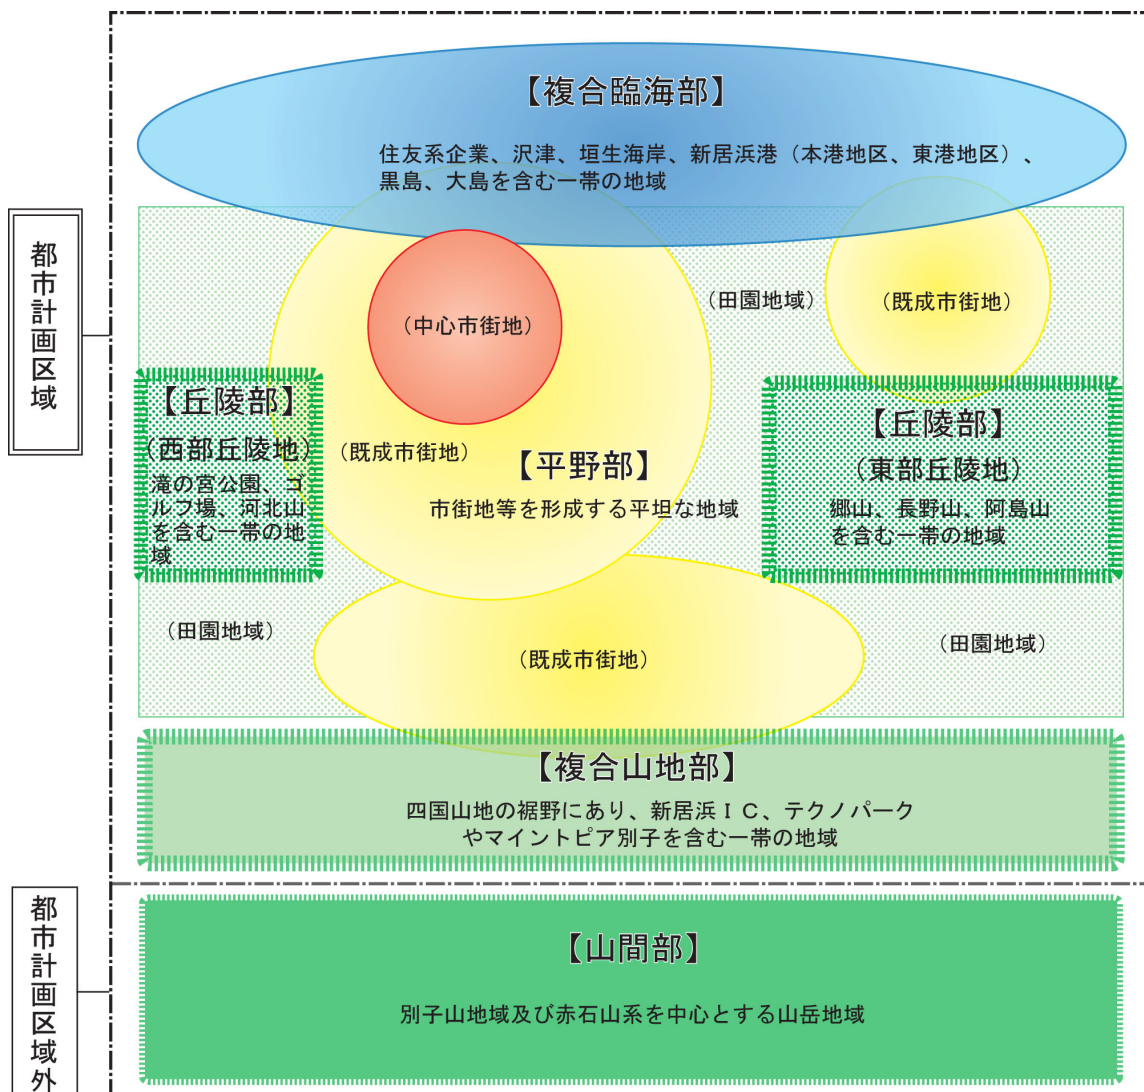 【複合臨海部】
住友系企業、沢津、垣生海岸、新居浜港（本港地区、東港地区）、
黒島、大島を含む一帯の地域
都市計画区域
（田園地域）
（既成市街地）
（中心市街地）
【丘陵部】
（西部丘陵地）
滝の宮公園、ゴ
ルフ場、河北山
を含む一帯の地
域
（既成市街地）
【平野部】
市街地等を形成する平坦な地域
【丘陵部】
（東部丘陵地）
郷山、長野山、阿島山
を含む一帯の地域
（田園地域）
（既成市街地）
（田園地域）
【複合山地部】
四国山地の裾野にあり、新居浜ＩＣ、テクノパーク
やマイントピア別子を含む一帯の地域
都市計画区域外
【山間部】
別子山地域及び赤石山系を中心とする山岳地域